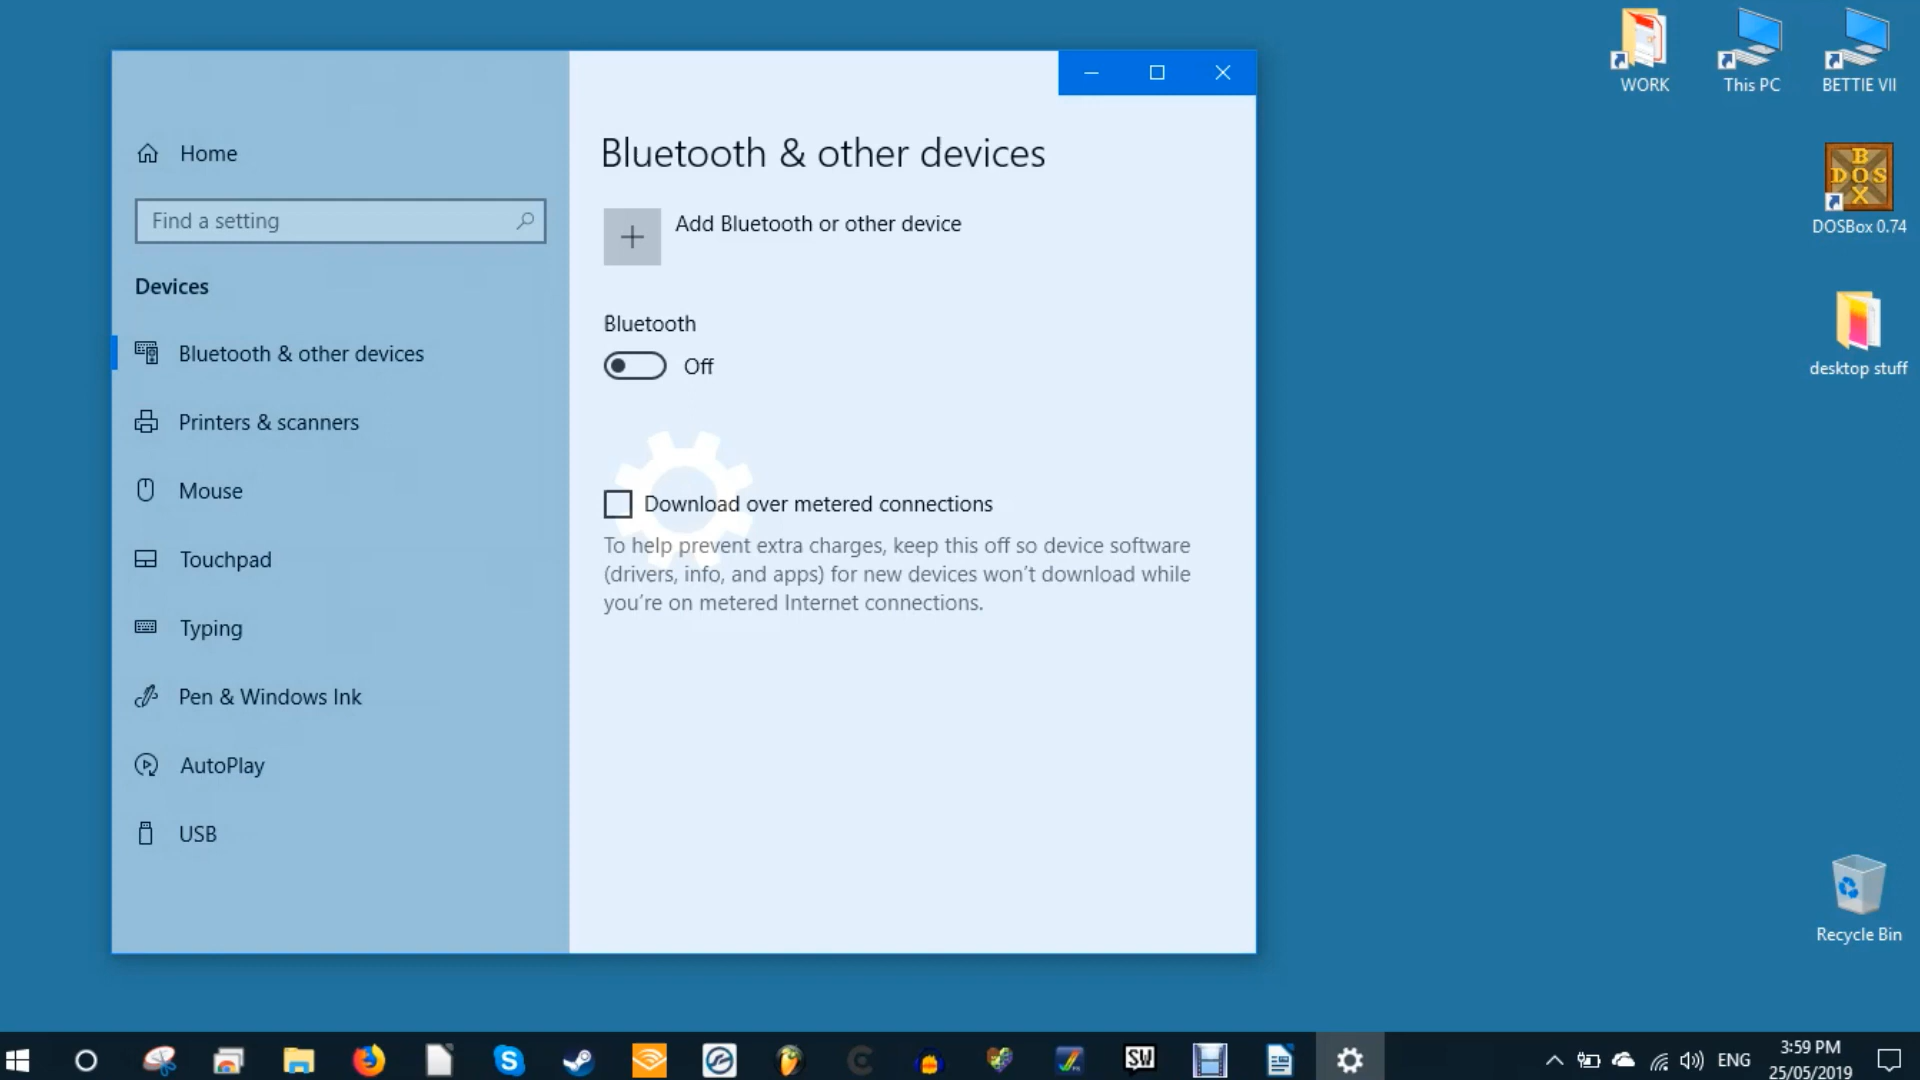 Home
Find a setting
Devices
Bluetooth & other devices
Printers & scanners
Mouse
Touchpad
Typing
Pen & Windows Ink
AutoPlay
USB
Bluetooth & other devices
Add Bluetooth or other device
Bluetooth
Off
Download over metered connections
To help prevent extra charges, keep this off so device software
(drivers, info, and apps) for new devices won't download while
you're on metered Internet connections.
WORK
This PC
BETTIE VII
B
DOS
X
DOSBox 0.74
desktop stuff
Recycle Bin
SW
ENG
3:59 PM
25/05/2019